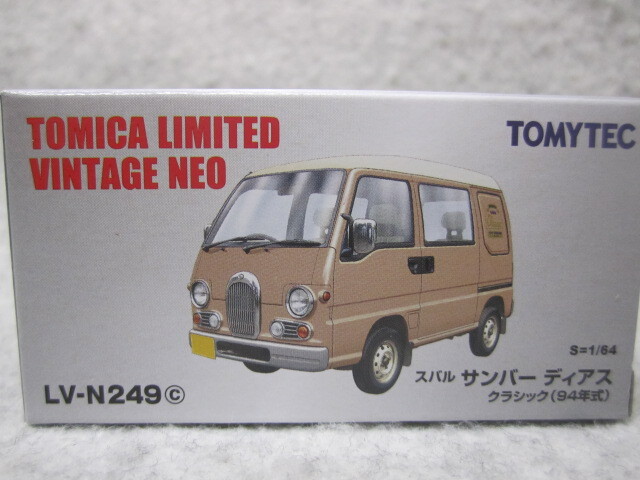 TOMICA LIMITED
VINTAGE NEO
TOMYTEC
S=1/64
スバル サンバー ディアス
クラシック(94年式)
LV-N249ⓒ